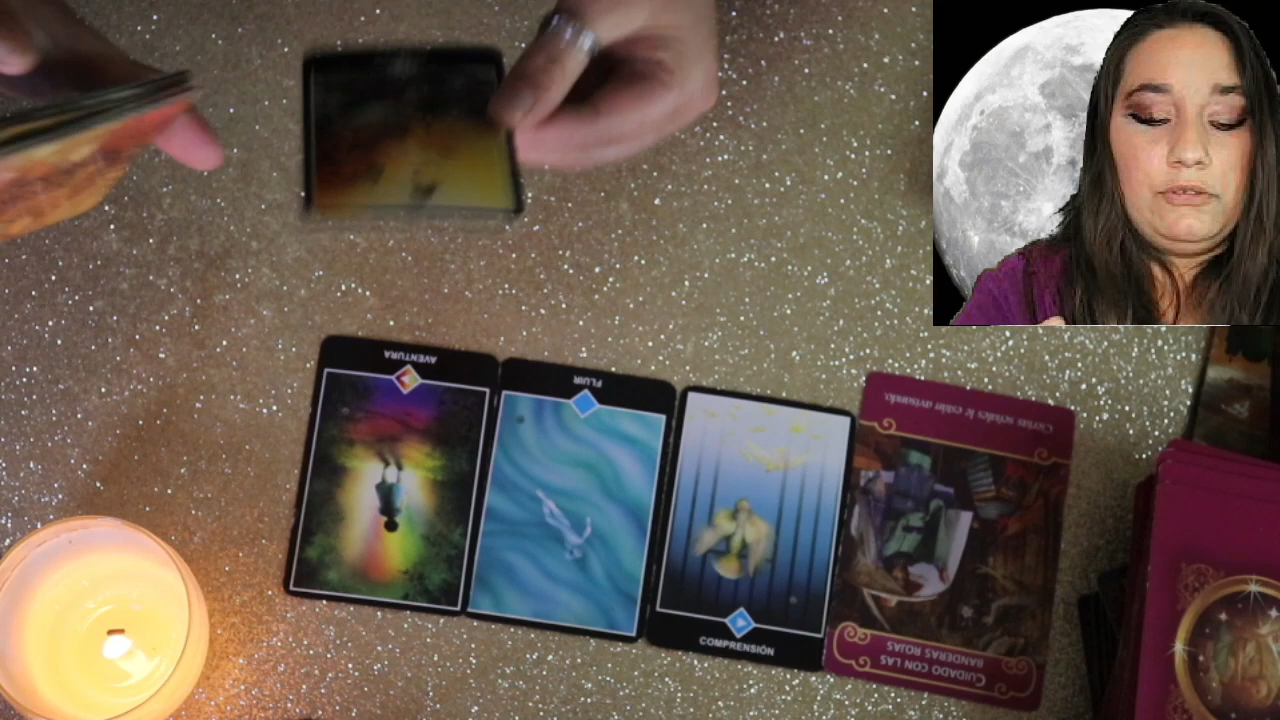 AVENTURA
FLUIR
COMPRENSIÓN
Ciertas señales le están avisando.
CUIDADO CON LAS
BANDERAS ROJAS